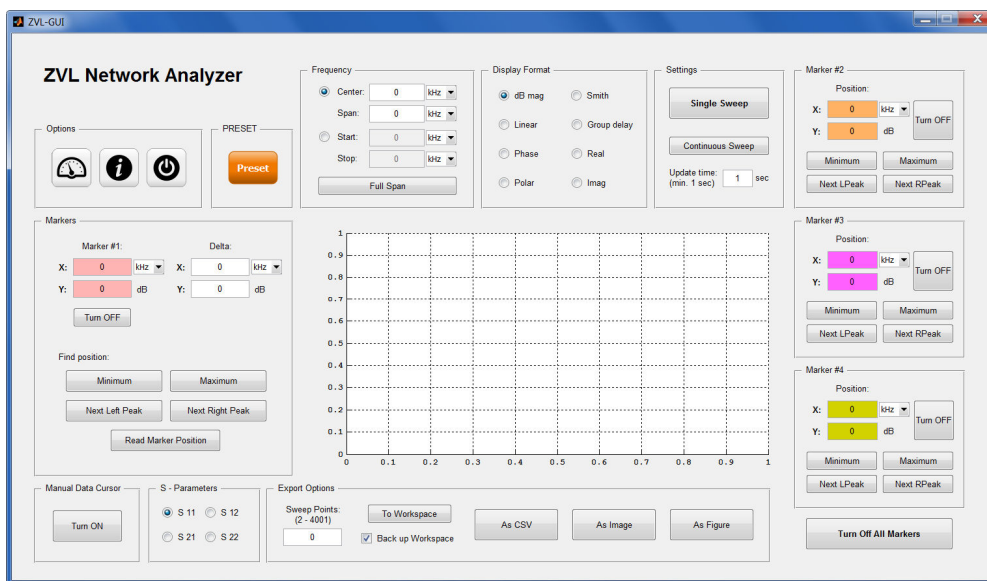 ZVL-GUI
ZVL Network Analyzer
Options
PRESET
Preset
Frequency
Center: 0 kHz
Span: 0 kHz
Start: 0 kHz
Stop: 0 kHz
Full Span
Display Format
dB mag Smith
Linear Group delay
Phase Real
Polar Imag
Settings
Single Sweep
Continuous Sweep
Update time:
(min. 1 sec) 1 sec
Marker #2
Position:
X: 0 kHz Turn OFF
Y: 0 dB
Minimum Maximum
Next LPeak Next RPeak
Markers
Marker #1: Delta:
X: 0 kHz X: 0 kHz
Y: 0 dB Y: 0 dB
Turn OFF
Find position:
Minimum Maximum
Next Left Peak Next Right Peak
Read Marker Position
1
0.9
0.8
0.7
0.6
0.5
0.4
0.3
0.2
0.1
0
0 0.1 0.2 0.3 0.4 0.5 0.6 0.7 0.8 0.9 1
Marker #3
Position:
X: 0 kHz Turn OFF
Y: 0 dB
Minimum Maximum
Next LPeak Next RPeak
Marker #4
Position:
X: 0 kHz Turn OFF
Y: 0 dB
Minimum Maximum
Next LPeak Next RPeak
Manual Data Cursor
Turn ON
S - Parameters
S 11 S 12
S 21 S 22
Export Options
Sweep Points:
(2 - 4001)
0
To Workspace
Back up Workspace
As CSV As Image As Figure
Turn Off All Markers